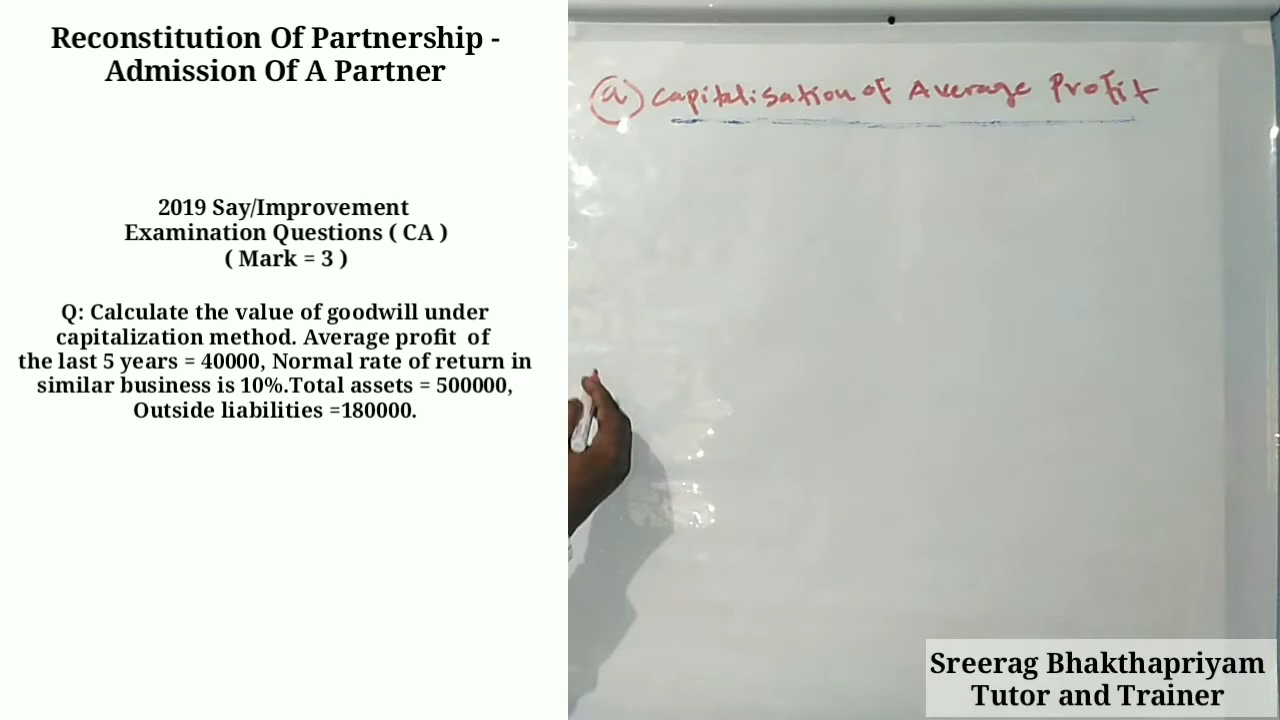 Reconstitution Of Partnership -
Admission Of A Partner
2019 Say/Improvement
Examination Questions ( CA )
( Mark = 3 )
Q: Calculate the value of goodwill under
capitalization method. Average profit of
the last 5 years = 40000, Normal rate of return in
similar business is 10%.Total assets = 500000,
Outside liabilities =180000.
(a) Capitalisation of Average Profit
Sreerag Bhakthapriyam
Tutor and Trainer